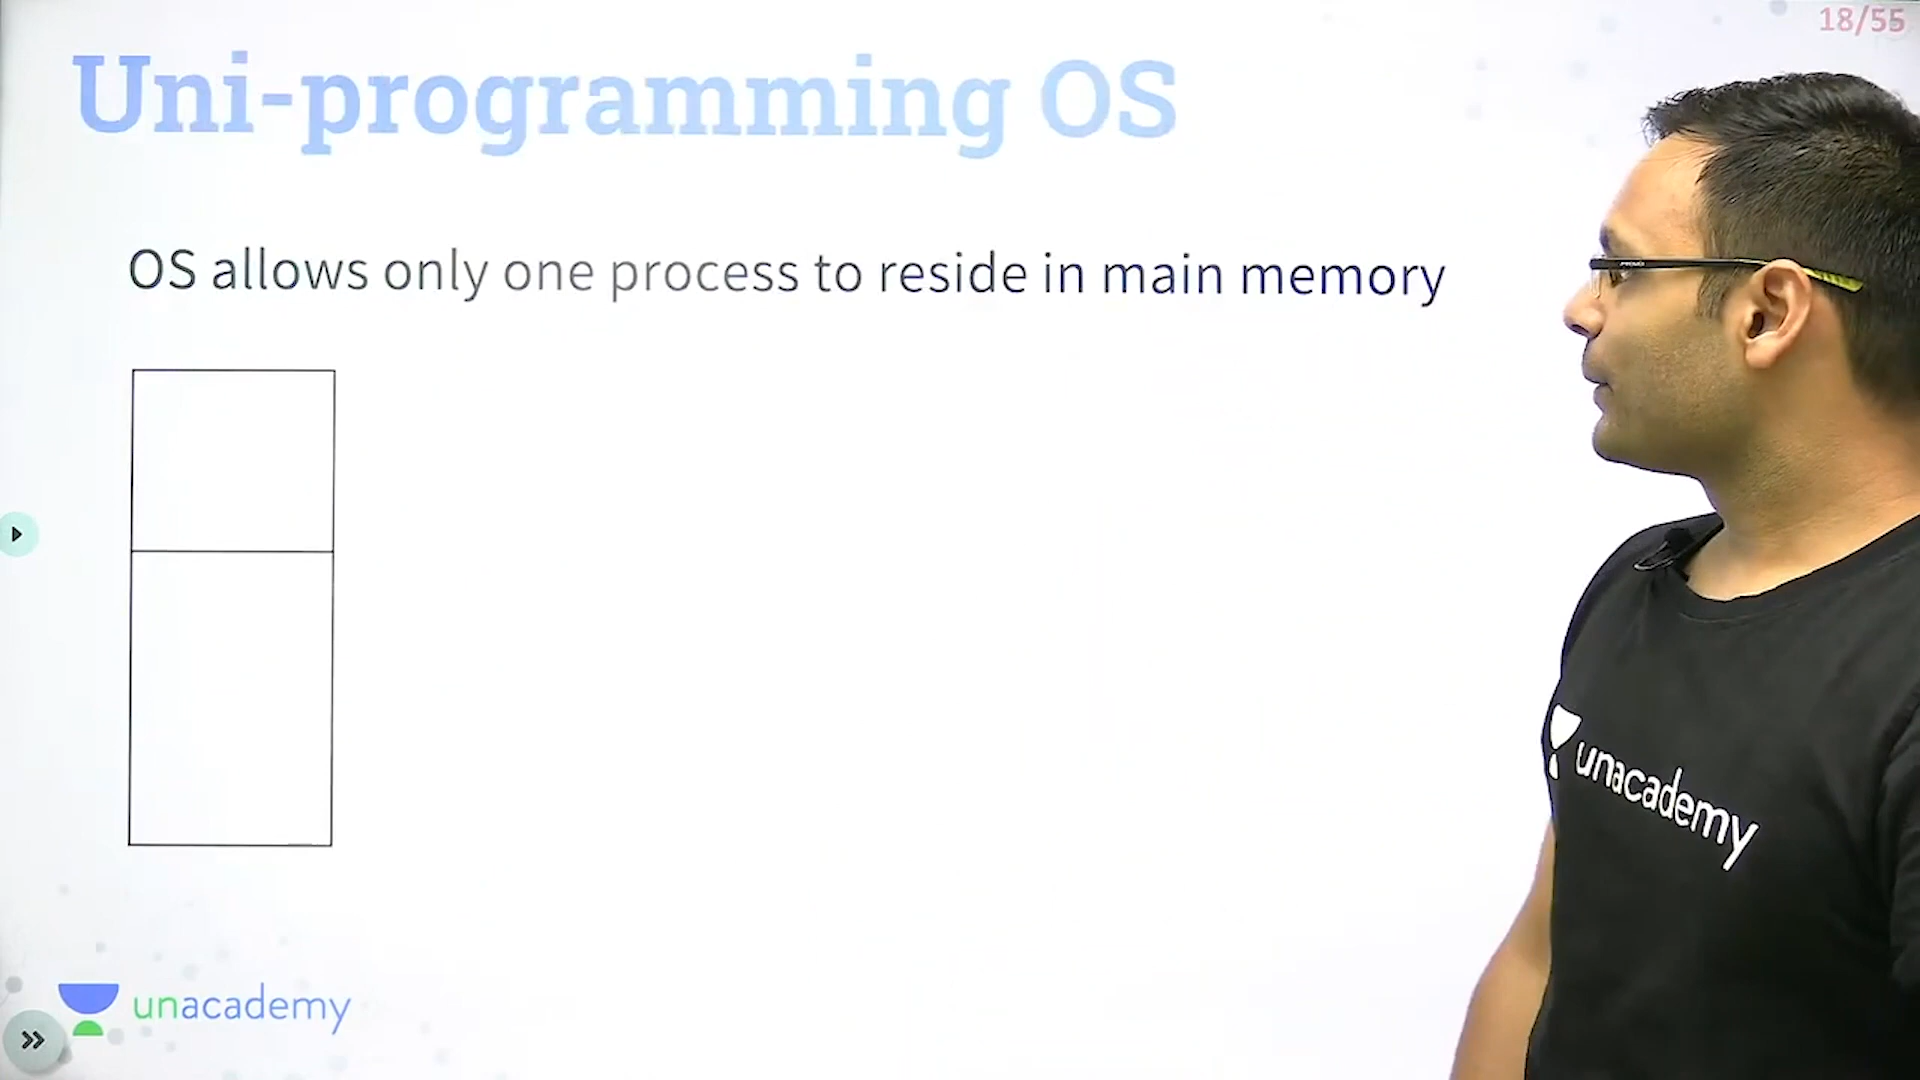 18/55
Uni-programming OS
OS allows only one process to reside in main memory
unacademy
unacademy